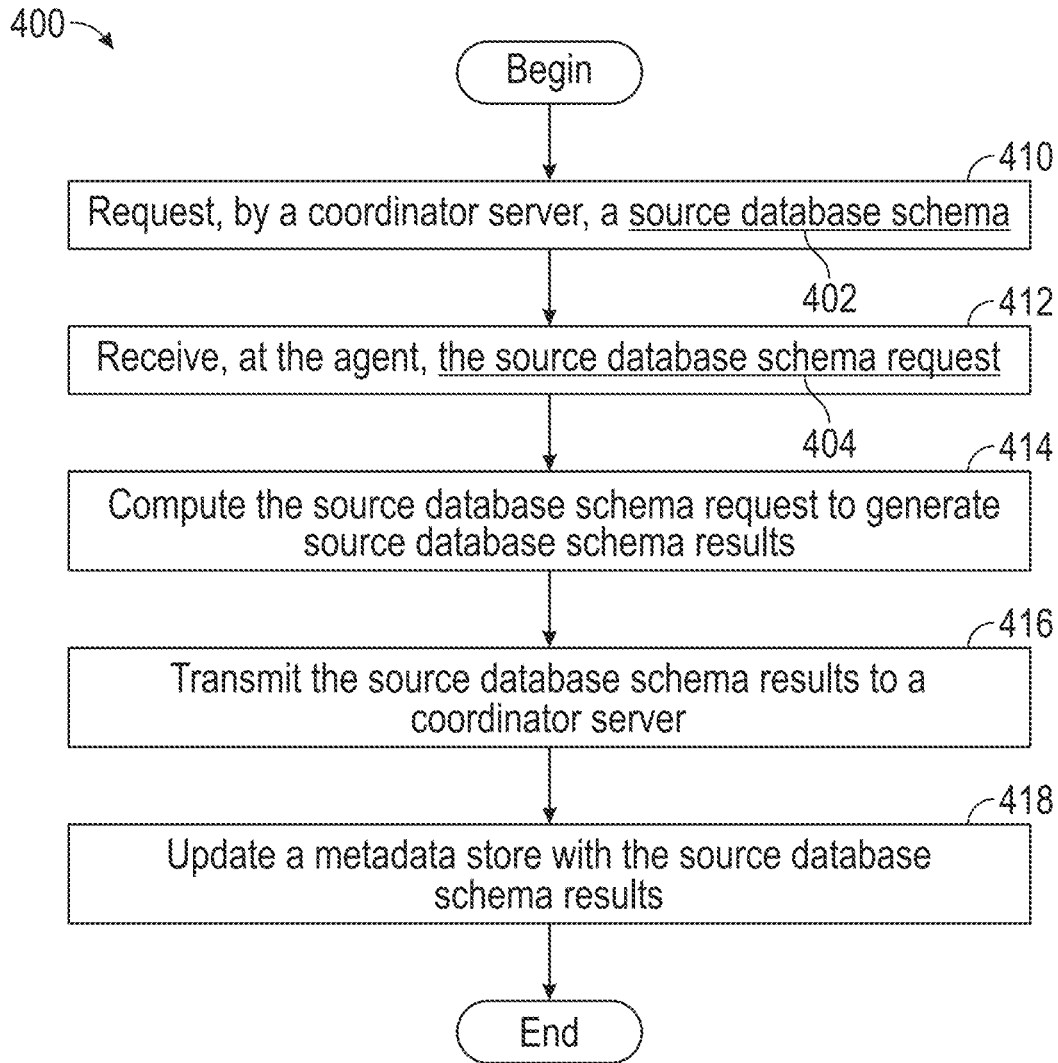 400
Begin
410
Request, by a coordinator server, a source database schema
402
412
Receive, at the agent, the source database schema request
404
414
Compute the source database schema request to generate
source database schema results
416
Transmit the source database schema results to a
coordinator server
418
Update a metadata store with the source database
schema results
End